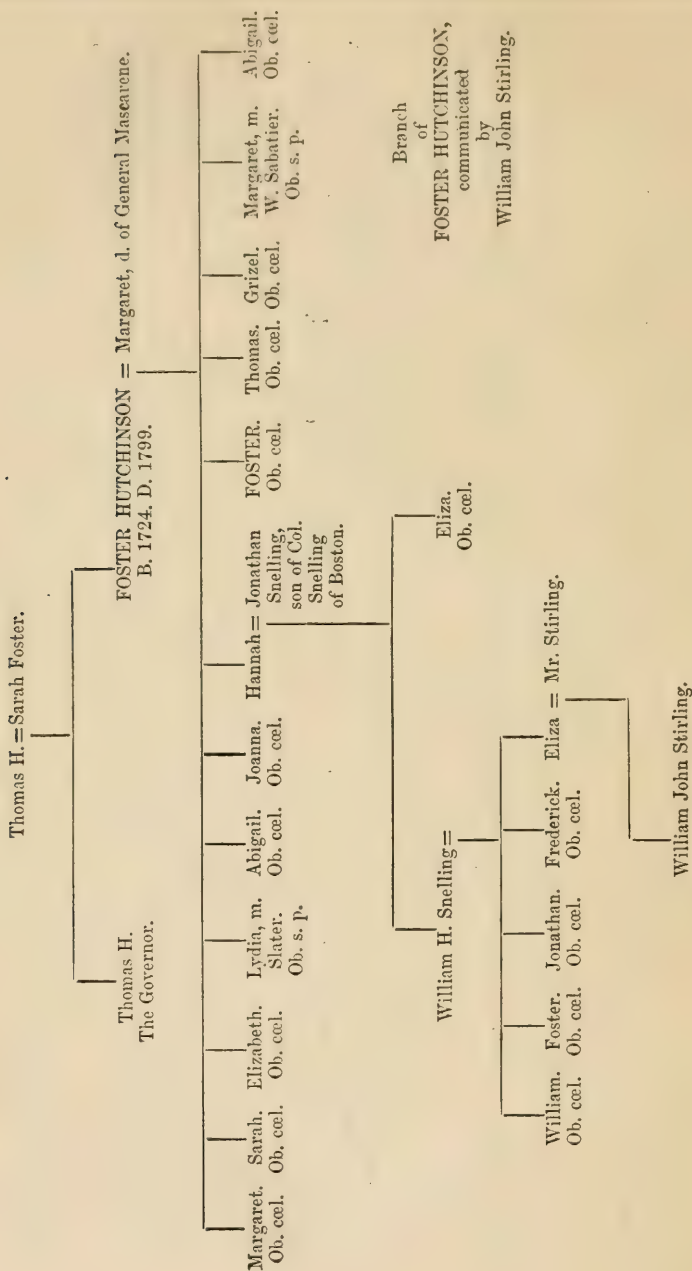 Thomas H.=Sarah Foster.
Thomas H.
The Governor.
FOSTER HUTCHINSON = Margaret, d. of General Mascarene.
B. 1724. D. 1799.
Margaret.
Ob. cœl.
Sarah.
Ob. cœl.
Elizabeth.
Ob. cœl.
Lydia, m.
Slater.
Ob. s. p.
Abigail.
Ob. cœl.
Joanna.
Ob. cœl.
Hannah= Jonathan
Snelling,
son of Col.
Snelling
of Boston.
FOSTER.
Ob. cœl.
Thomas.
Ob. cœl.
Grizel.
Ob. cœl.
Margaret, m.
W. Sabatier.
Ob. s. p.
Abigail.
Ob. cœl.
William H. Snelling=
Eliza.
Ob. cœl.
William.
Ob. cœl.
Foster.
Ob. cœl.
Jonathan.
Ob. cœl.
Frederick.
Ob. cœl.
Eliza = Mr. Stirling.
William John Stirling.
Branch
of
FOSTER HUTCHINSON,
communicated
by
William John Stirling.